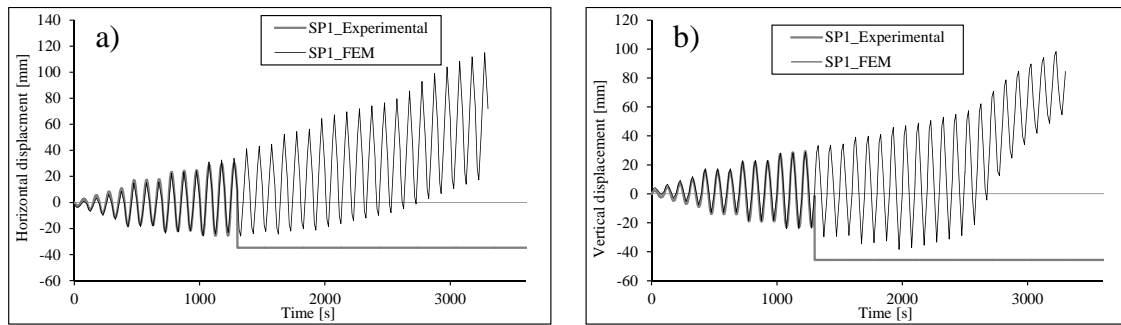 a)
SP1_Experimental
SP1_FEM
Horizontal displacment [mm]
140
120
100
80
60
40
20
0
-20
-40
-60
0
1000
2000
3000
Time [s]
b)
SP1_Experimental
SP1_FEM
Vertical displacement [mm]
120
100
80
60
40
20
0
-20
-40
-60
0
1000
2000
3000
Time [s]